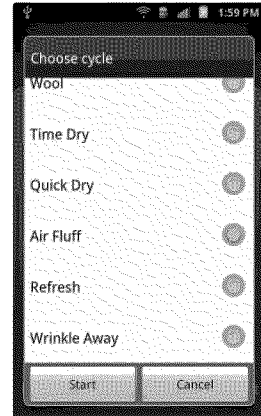 1:59 PM
Choose cycle
Wool
Time Dry
Quick Dry
Air Fluff
Refresh
Wrinkle Away
Start Cancel